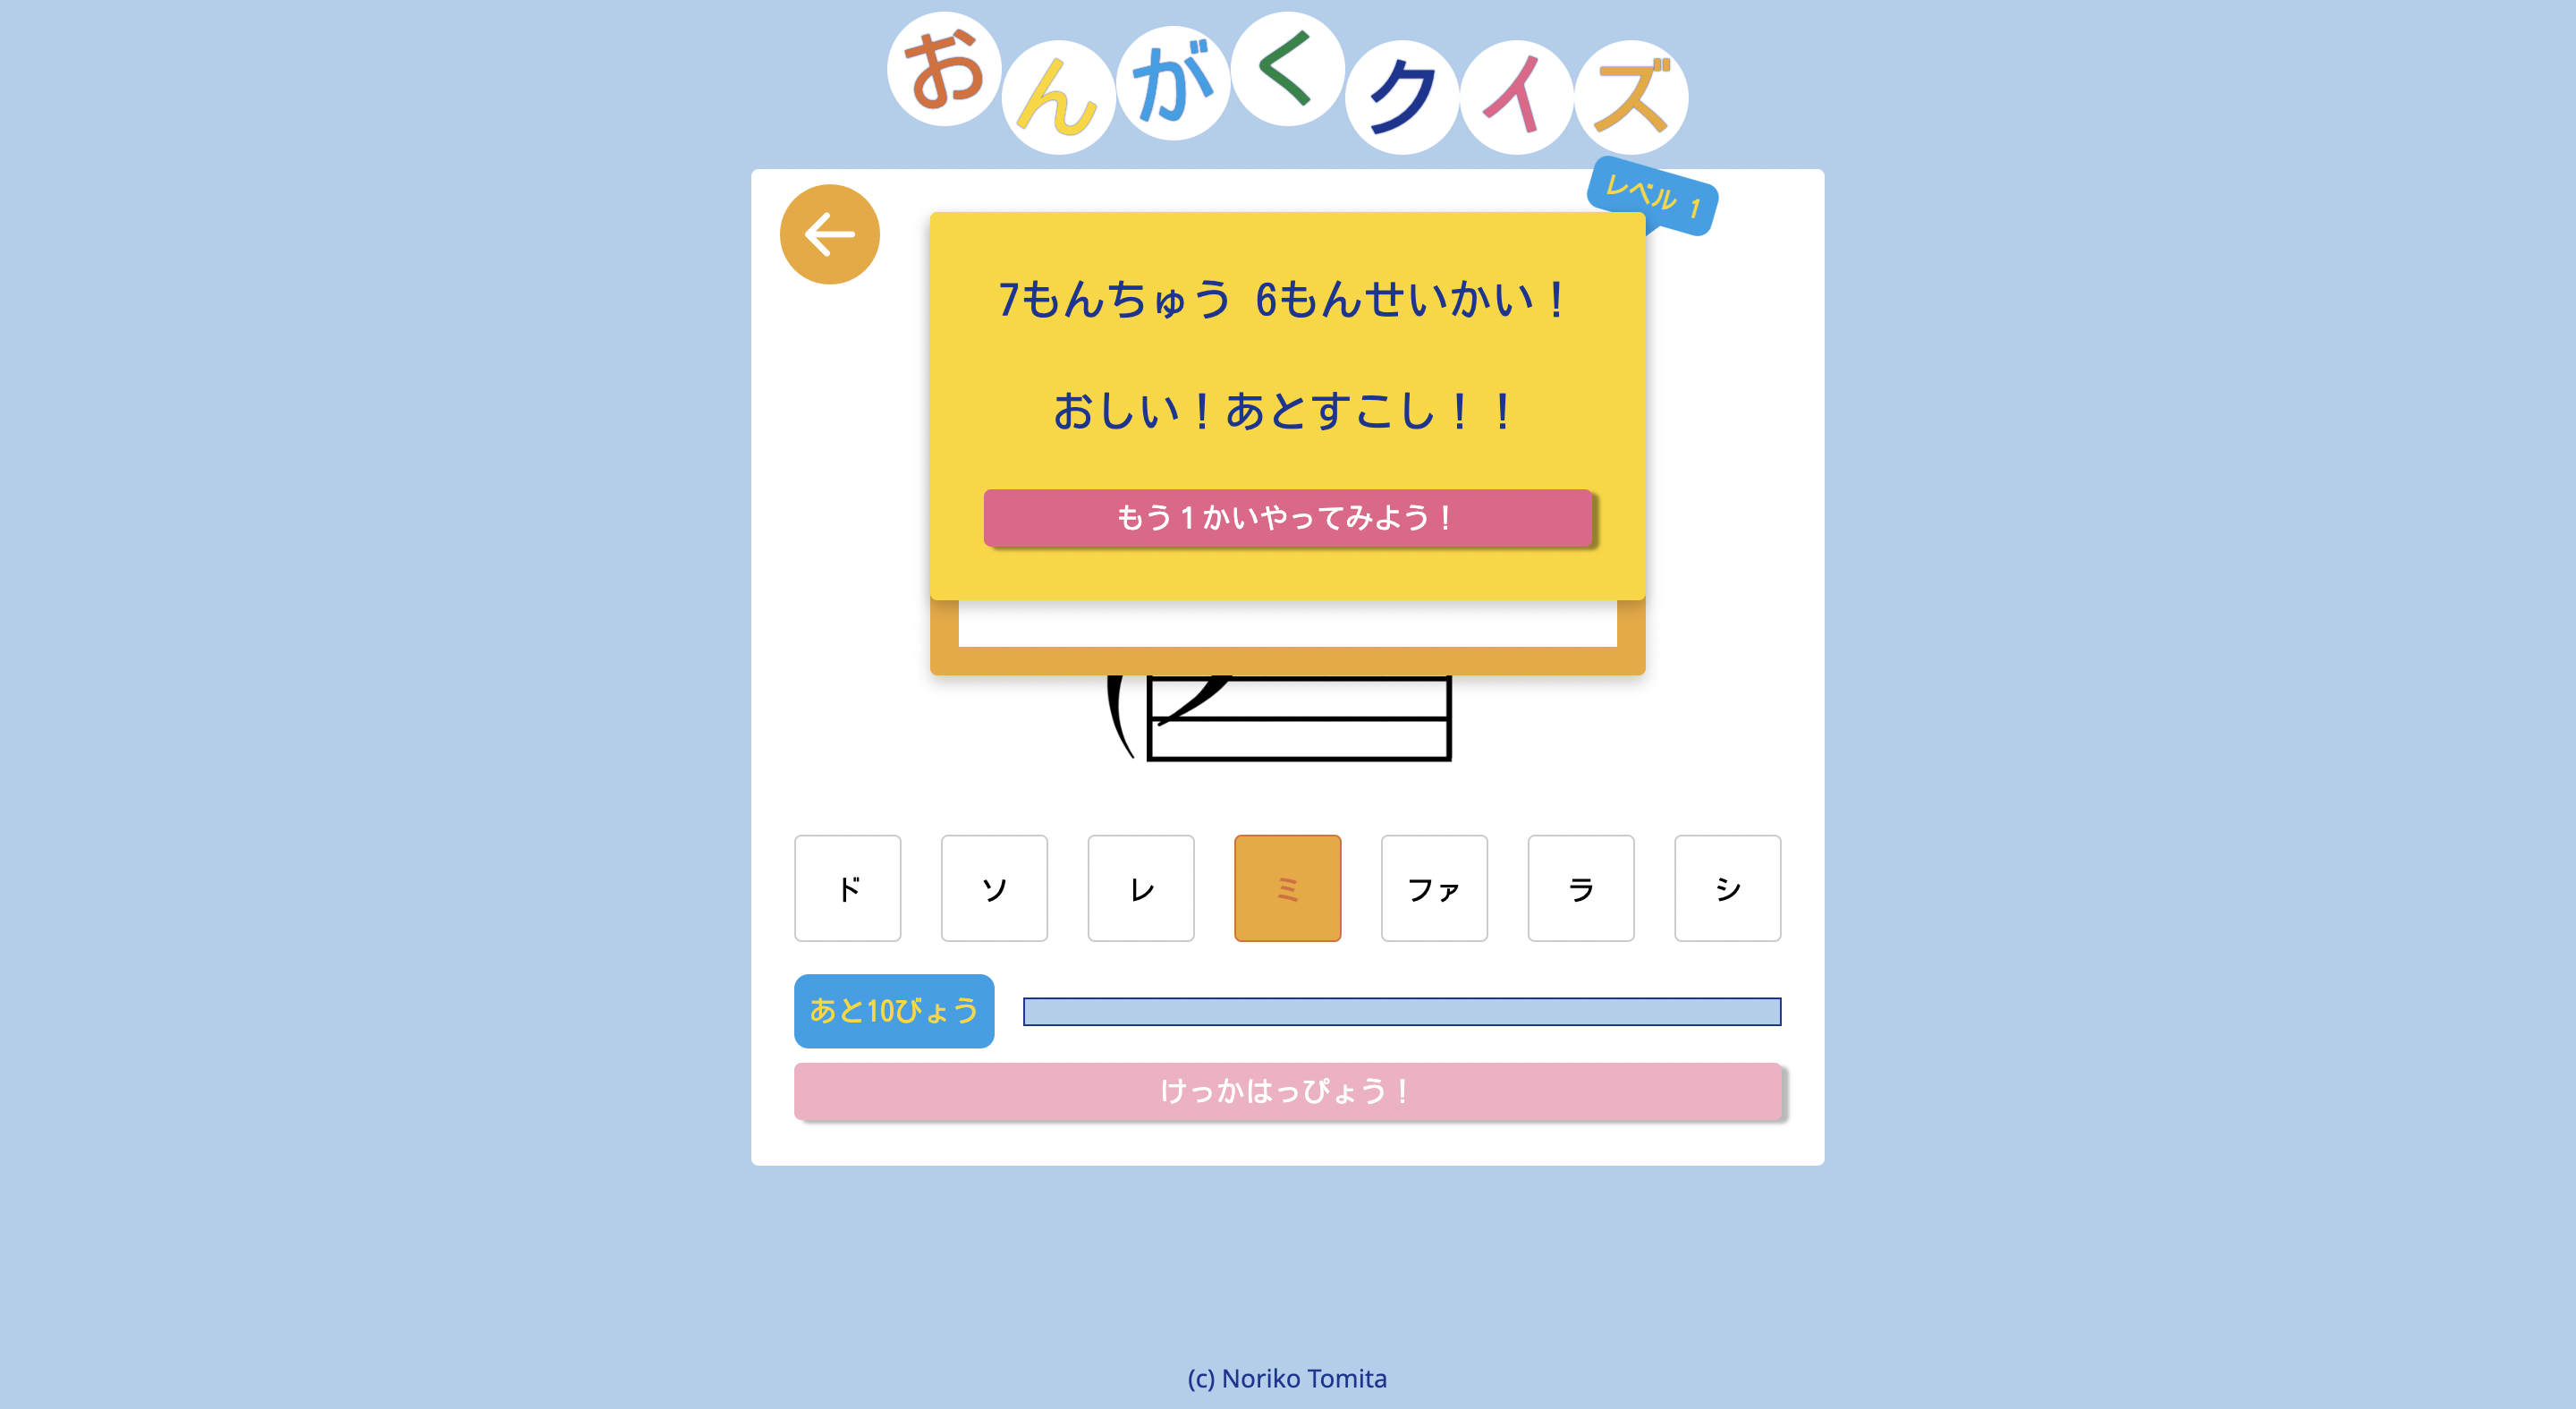 おんがくクイズ
レベル 1
7もんちゅう 6もんせいかい！
おしい！あとすこし！！
もう１かいやってみよう！
ド ソ レ ミ ファ ラ シ
あと10びょう
けっかはっぴょう！
(c) Noriko Tomita